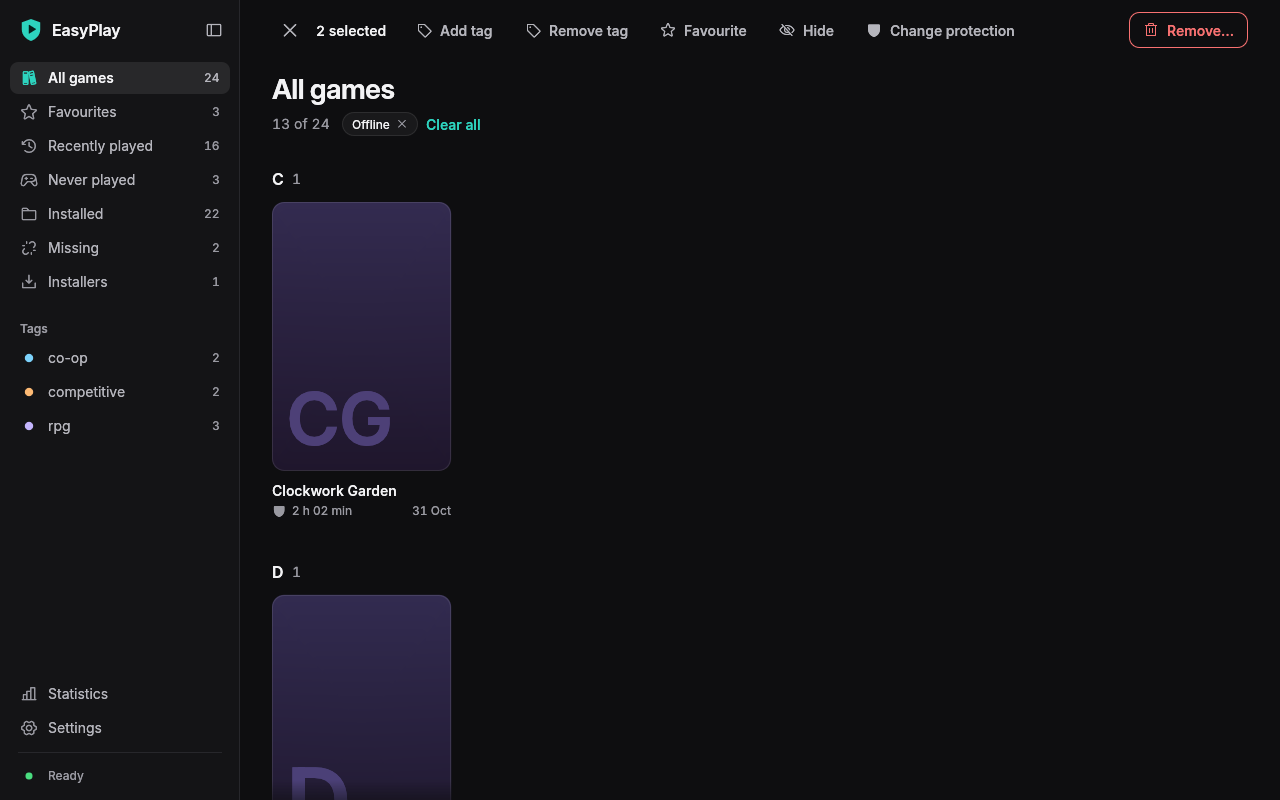 EasyPlay
All games 24
Favourites 3
Recently played 16
Never played 3
Installed 22
Missing 2
Installers 1
Tags
co-op 2
competitive 2
rpg 3
Statistics
Settings
Ready
2 selected Add tag Remove tag Favourite Hide Change protection Remove...
All games
13 of 24 Offline Clear all
C 1
CG
Clockwork Garden
2 h 02 min 31 Oct
D 1
D